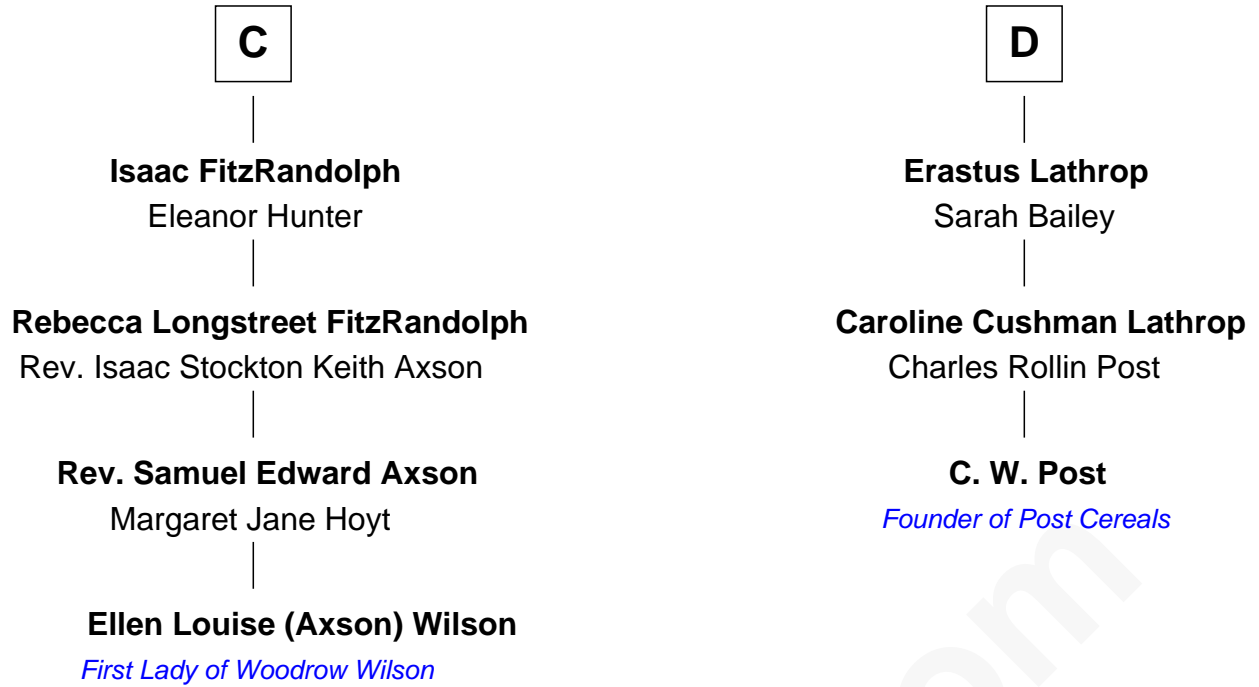 C
Isaac FitzRandolph
Eleanor Hunter
Rebecca Longstreet FitzRandolph
Rev. Isaac Stockton Keith Axson
Rev. Samuel Edward Axson
Margaret Jane Hoyt
Ellen Louise (Axson) Wilson
First Lady of Woodrow Wilson
D
Erastus Lathrop
Sarah Bailey
Caroline Cushman Lathrop
Charles Rollin Post
C. W. Post
Founder of Post Cereals
om